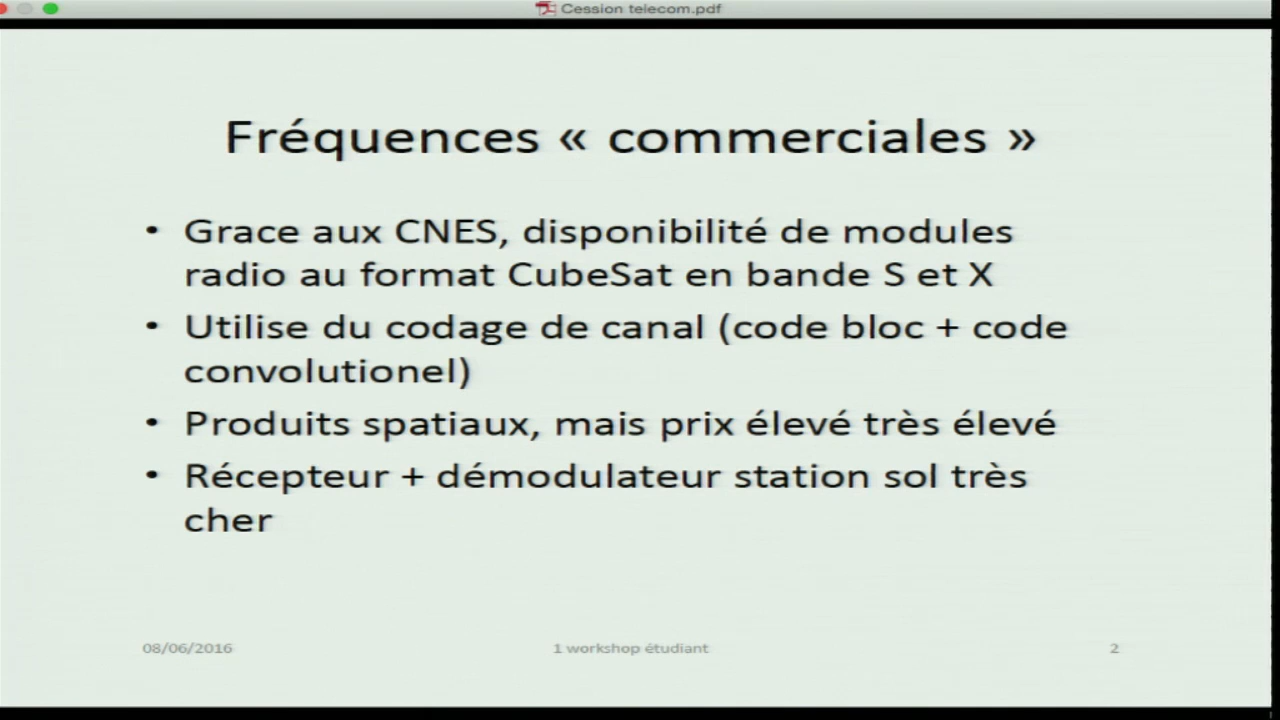 Cession telecom.pdf
Fréquences « commerciales »
• Grace aux CNES, disponibilité de modules
radio au format CubeSat en bande S et X
• Utilise du codage de canal (code bloc + code
convolutionel)
• Produits spatiaux, mais prix élevé très élevé
• Récepteur + démodulateur station sol très
cher
08/06/2016
1 workshop étudiant
2